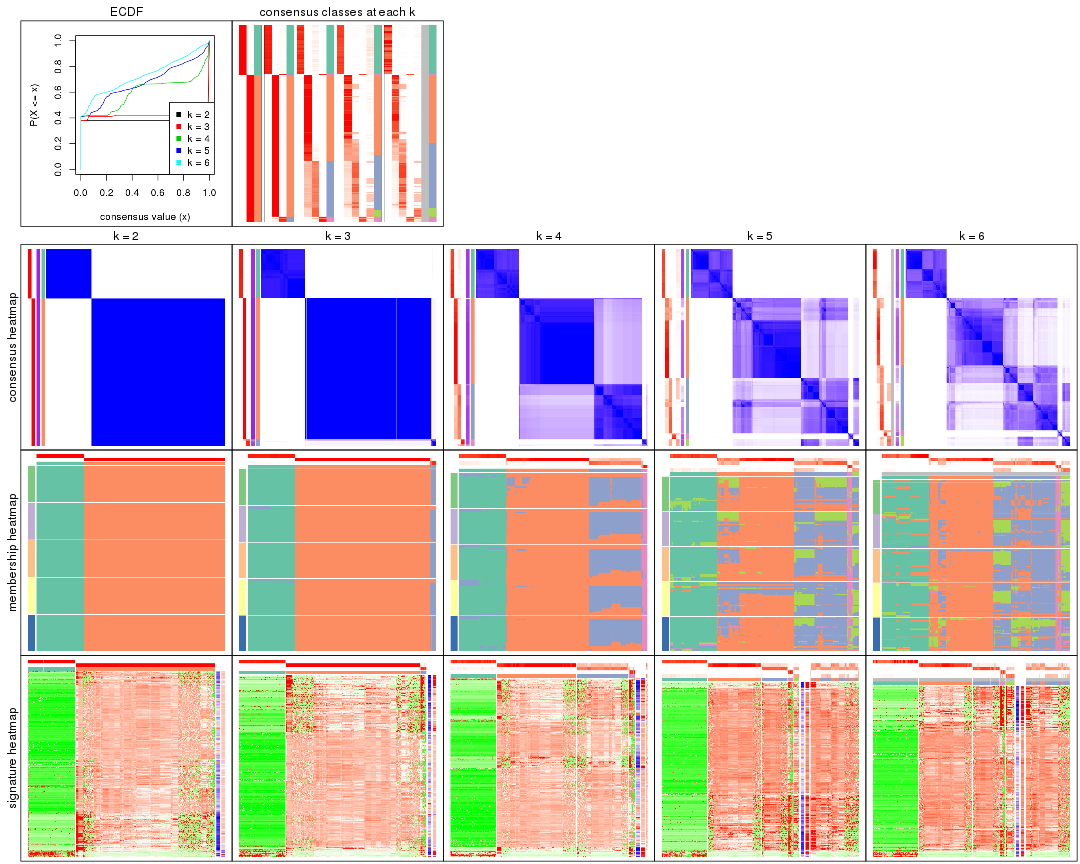 ECDF
consensus classes at each k
P(X <= x)
0.0
0.2
0.4
0.6
0.8
1.0
k = 2
k = 3
k = 4
k = 5
k = 6
0.0 0.2 0.4 0.6 0.8 1.0
consensus value (x)
k = 2
k = 3
k = 4
k = 5
k = 6
consensus heatmap
membership heatmap
signature heatmap